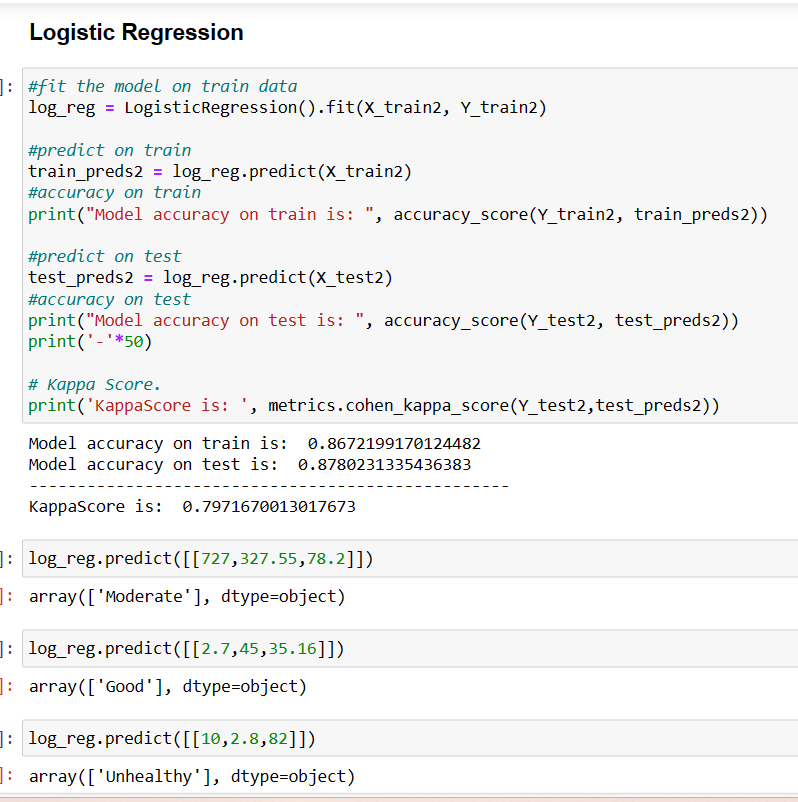 Logistic Regression
]: #fit the model on train data
log_reg = LogisticRegression().fit(X_train2, Y_train2)
#predict on train
train_preds2 = log_reg.predict(X_train2)
#accuracy on train
print("Model accuracy on train is: ", accuracy_score(Y_train2, train_preds2))
#predict on test
test_preds2 = log_reg.predict(X_test2)
#accuracy on test
print("Model accuracy on test is: ", accuracy_score(Y_test2, test_preds2))
print('-'*50)
# Kappa Score.
print('KappaScore is: ', metrics.cohen_kappa_score(Y_test2,test_preds2))
Model accuracy on train is:  0.8672199170124482
Model accuracy on test is:  0.8780231335436383
--------------------------------------------------
KappaScore is:  0.7971670013017673
]: log_reg.predict([[727,327.55,78.2]])
]: array(['Moderate'], dtype=object)
]: log_reg.predict([[2.7,45,35.16]])
]: array(['Good'], dtype=object)
]: log_reg.predict([[10,2.8,82]])
]: array(['Unhealthy'], dtype=object)